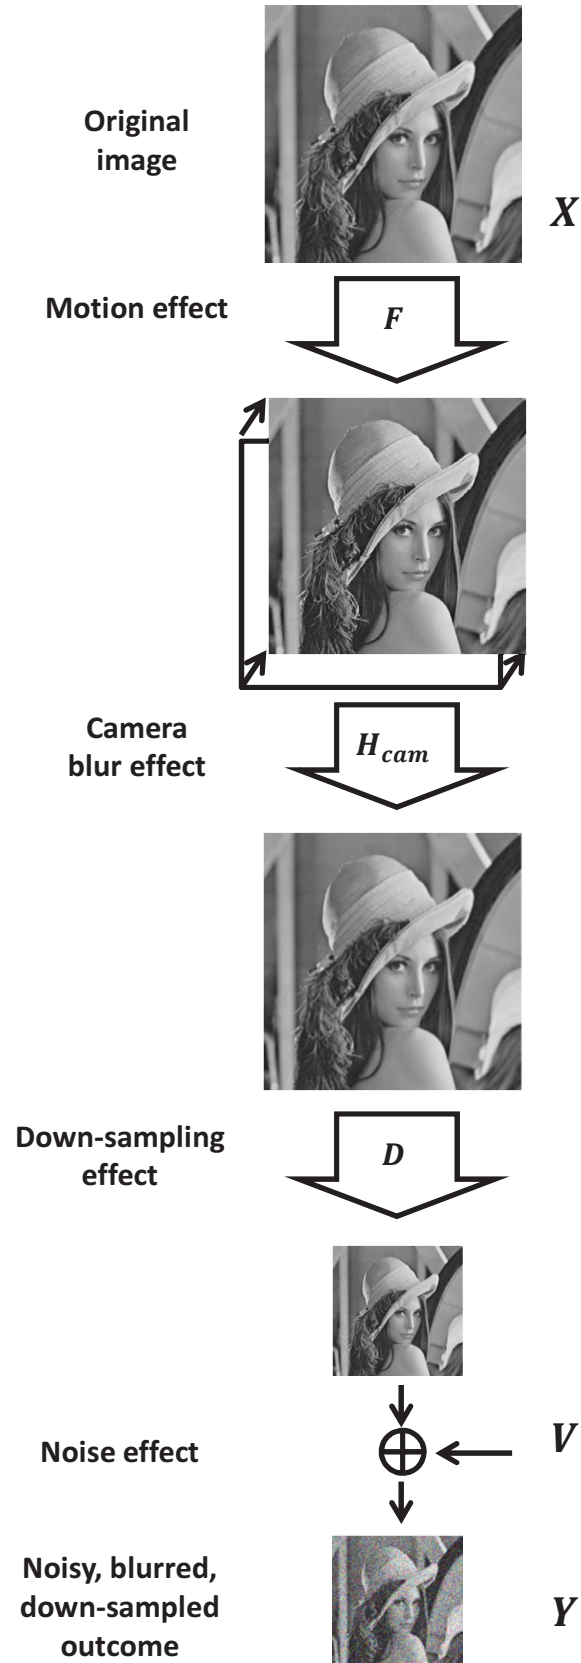 Original
image
X
Motion effect
F
Camera
blur effect
H_cam
Down-sampling
effect
D
Noise effect
V
Noisy, blurred,
down-sampled
outcome
Y